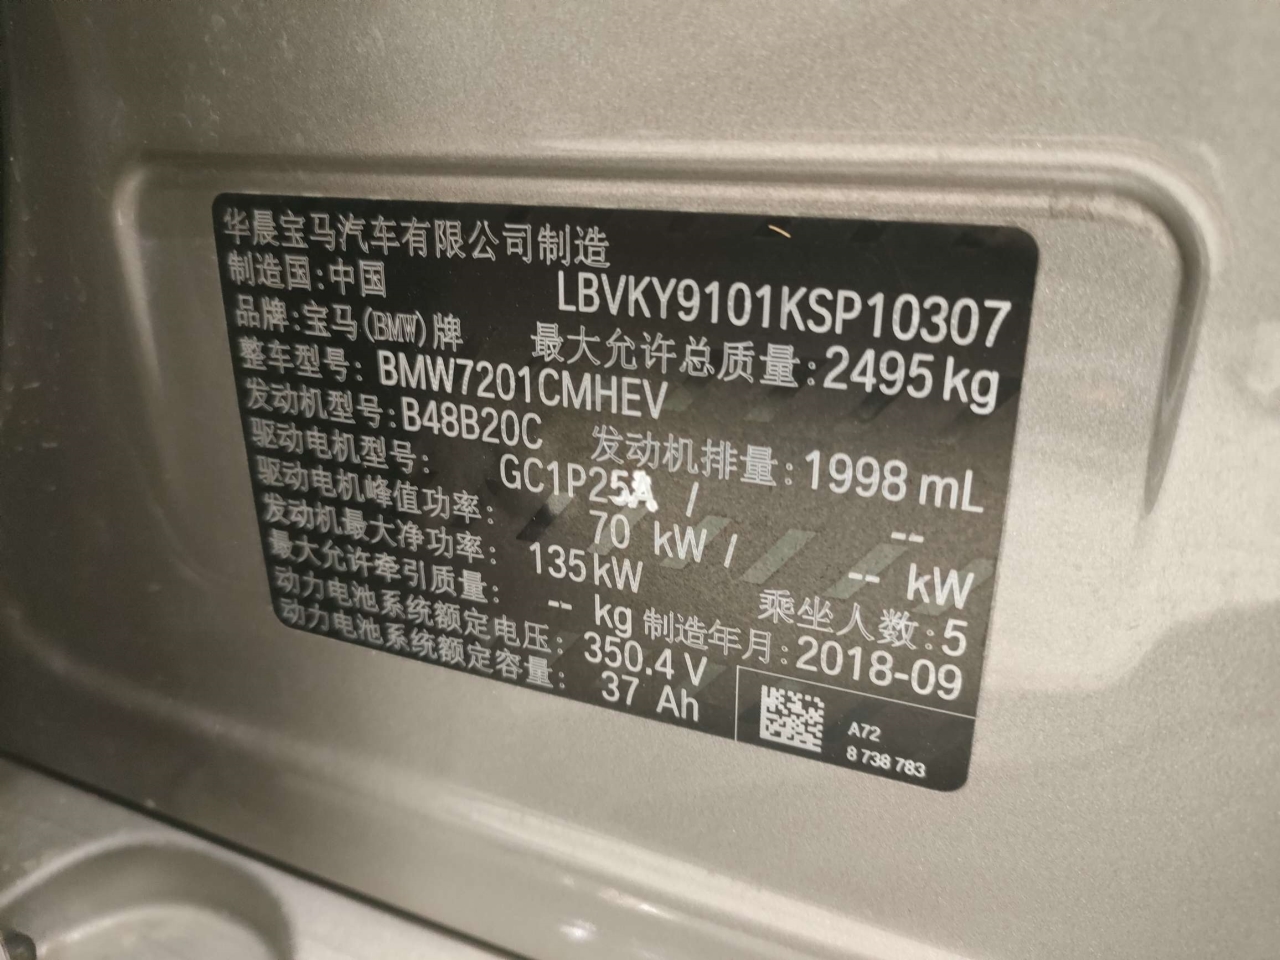 华晨宝马汽车有限公司制造
制造国:中国
LBVKY9101KSP10307
品牌:宝马(BMW)牌
最大允许总质量:2495kg
整车型号:BMW7201CMHEV
发动机型号:B48B20C
发动机排量:1998 mL
驱动电机型号: GC1P25A / --
驱动电机峰值功率: 70 kW / -- kW
发动机最大净功率: 135kW
乘坐人数:5
最大允许牵引质量: -- kg
制造年月:2018-09
动力电池系统额定电压: 350.4 V
动力电池系统额定容量: 37 Ah
A72
8 738 783